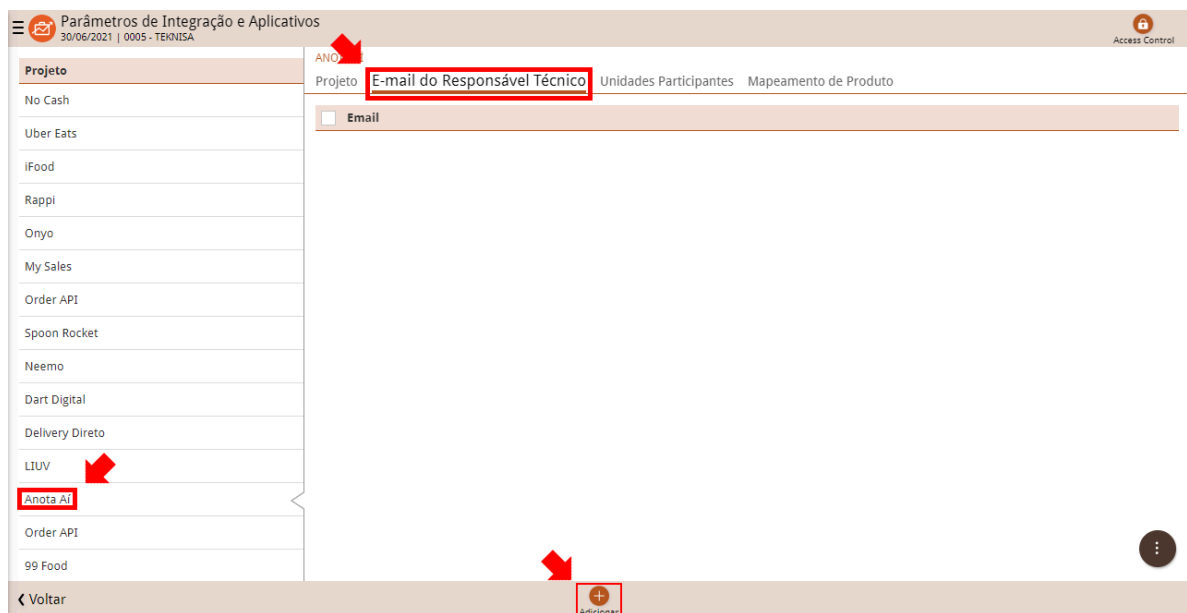 Parâmetros de Integração e Aplicativos
30/06/2021 | 0005 - TEKNISA
Access Control
Projeto
No Cash
Uber Eats
iFood
Rappi
Onyo
My Sales
Order API
Spoon Rocket
Neemo
Dart Digital
Delivery Direto
LIUV
Anota Aí
Order API
99 Food
Projeto E-mail do Responsável Técnico Unidades Participantes Mapeamento de Produto
Email
Voltar
Adicionar